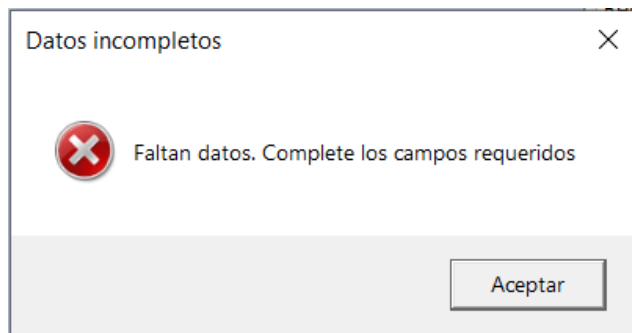 Datos incompletos
Faltan datos. Complete los campos requeridos
Aceptar